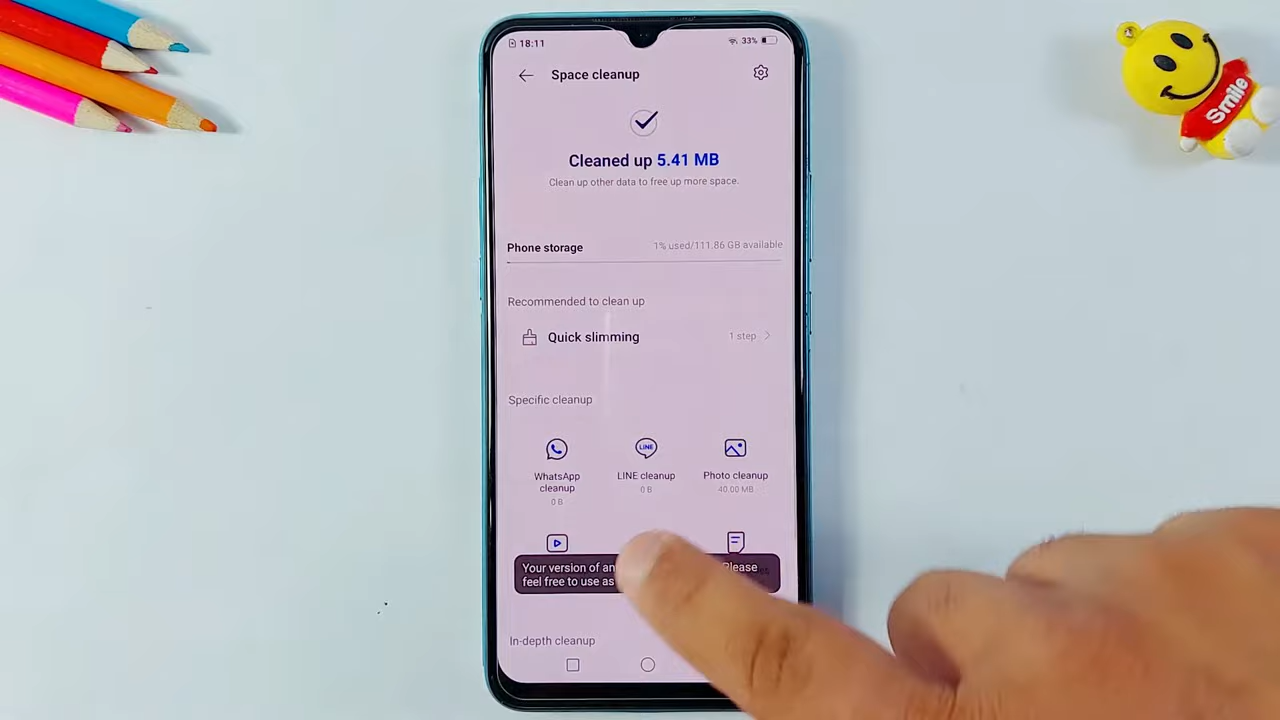 18:11
33%
Space cleanup
Cleaned up 5.41 MB
Clean up other data to free up more space.
Phone storage
1% used/111.86 GB available
Recommended to clean up
Quick slimming
1 step
Specific cleanup
LINE
WhatsApp
cleanup
0 B
LINE cleanup
0 B
Photo cleanup
40.00 MB
Your version of an Please
feel free to use as
In-depth cleanup
Smile